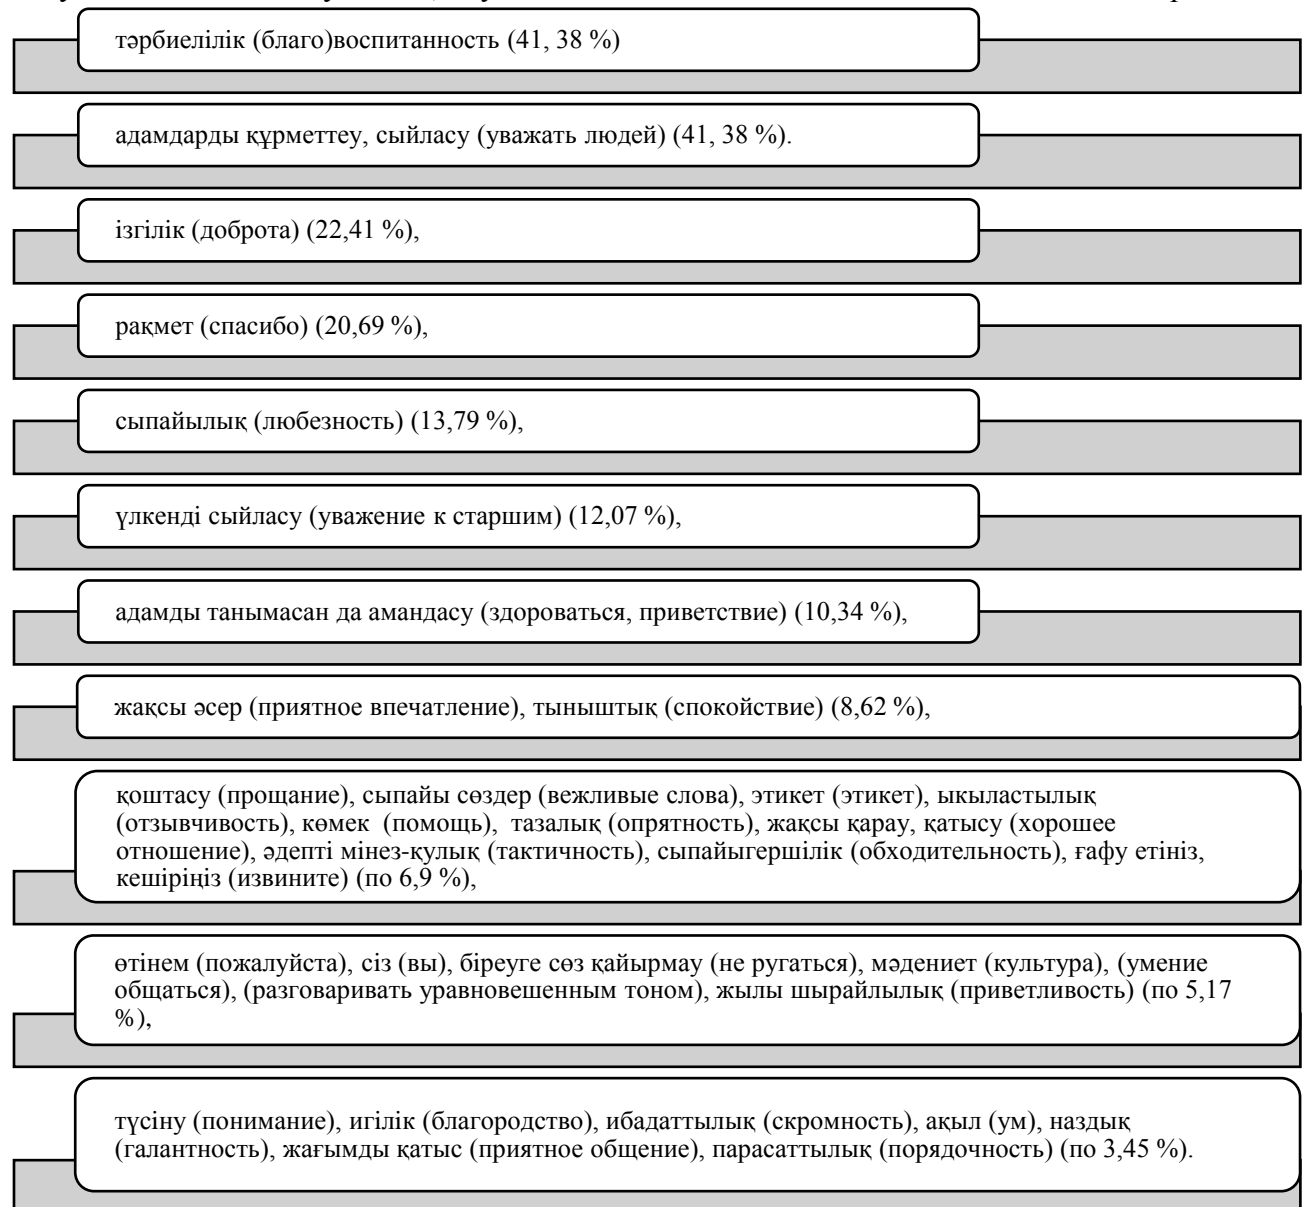 тәрбиелілік (благо)воспитанность (41, 38 %)
адамдарды құрметтеу, сыйласу (уважать людей) (41, 38 %).
ізгілік (доброта) (22,41 %),
рақмет (спасибо) (20,69 %),
сыпайылық (любезность) (13,79 %),
үлкенді сыйласу (уважение к старшим) (12,07 %),
адамды танымасан да амандасу (здороваться, приветствие) (10,34 %),
жақсы әсер (приятное впечатление), тыныштық (спокойствие) (8,62 %),
қоштасу (прощание), сыпайы сөздер (вежливые слова), этикет (этикет), ыкыластылық
(отзывчивость), көмек (помощь), тазалық (опрятность), жақсы қарау, қатысу (хорошее
отношение), әдепті мінез-кулық (тактичность), сыпайыгершілік (обходительность), ғафу етініз,
кешіріңіз (извините) (по 6,9 %),
өтінем (пожалуйста), сіз (вы), біреуге сөз қайырмау (не ругаться), мәдениет (культура), (умение
общаться), (разговаривать уравновешенным тоном), жылы шырайлылық (приветливость) (по 5,17
%),
түсіну (понимание), игілік (благородство), ибадаттылық (скромность), ақыл (ум), наздық
(галантность), жағымды қатыс (приятное общение), парасаттылық (порядочность) (по 3,45 %).